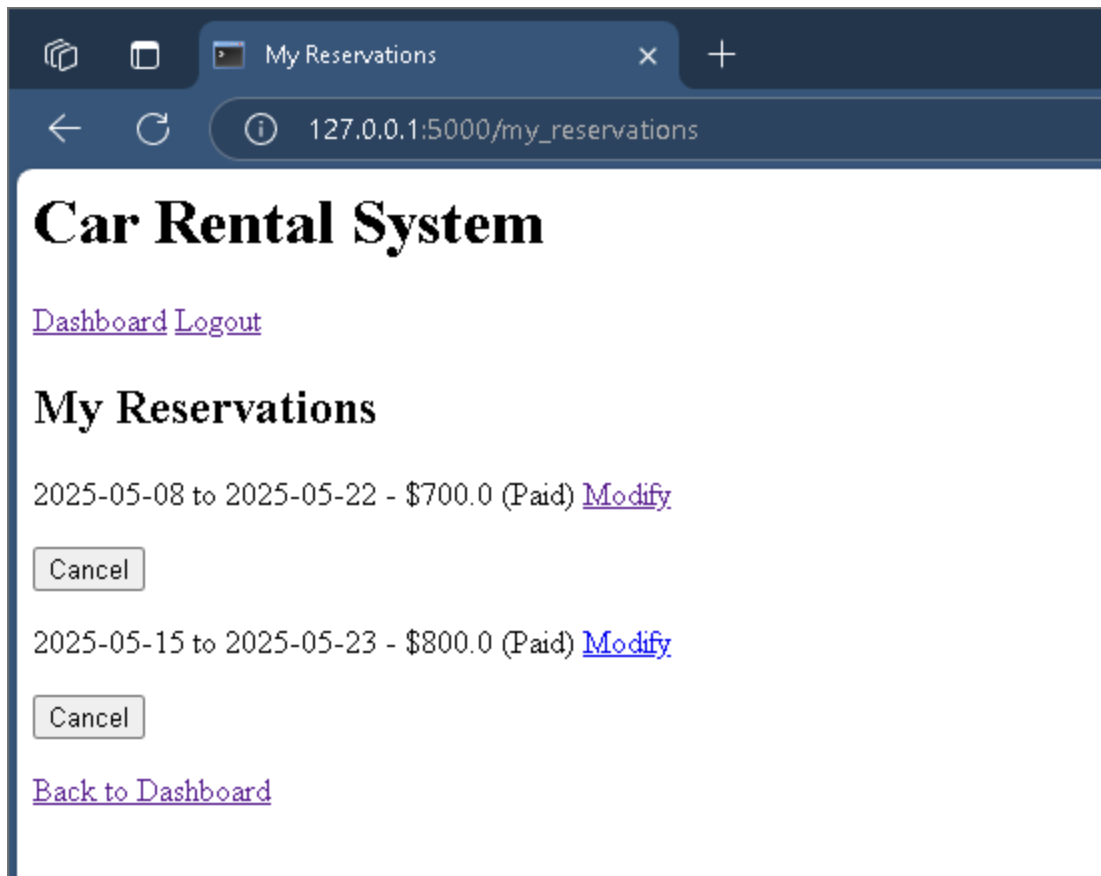 My Reservations
127.0.0.1:5000/my_reservations
Car Rental System
Dashboard Logout
My Reservations
2025-05-08 to 2025-05-22 - $700.0 (Paid) Modify
Cancel
2025-05-15 to 2025-05-23 - $800.0 (Paid) Modify
Cancel
Back to Dashboard